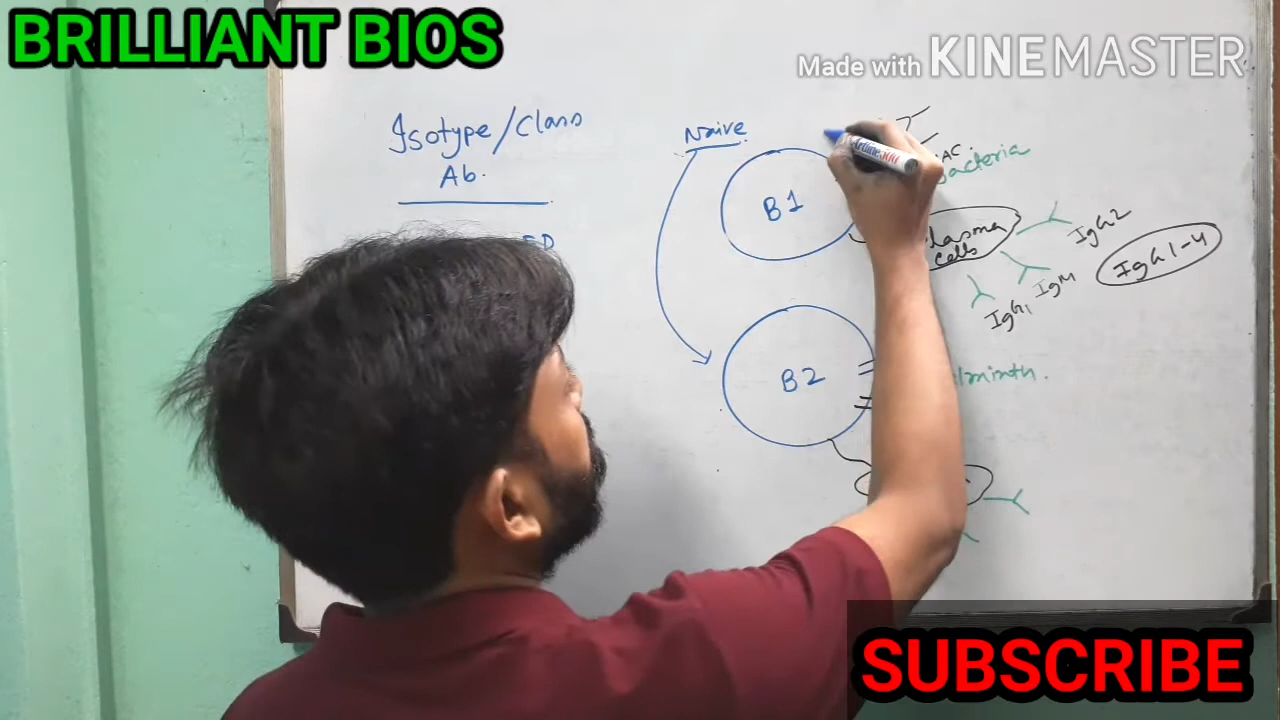 BRILLIANT BIOS
Made with KINEMASTER
Isotype/Class
Ab.
Naive
B1
bacteria
IgG2
IgG1-4
IgM
IgG1
cells
B2
SUBSCRIBE